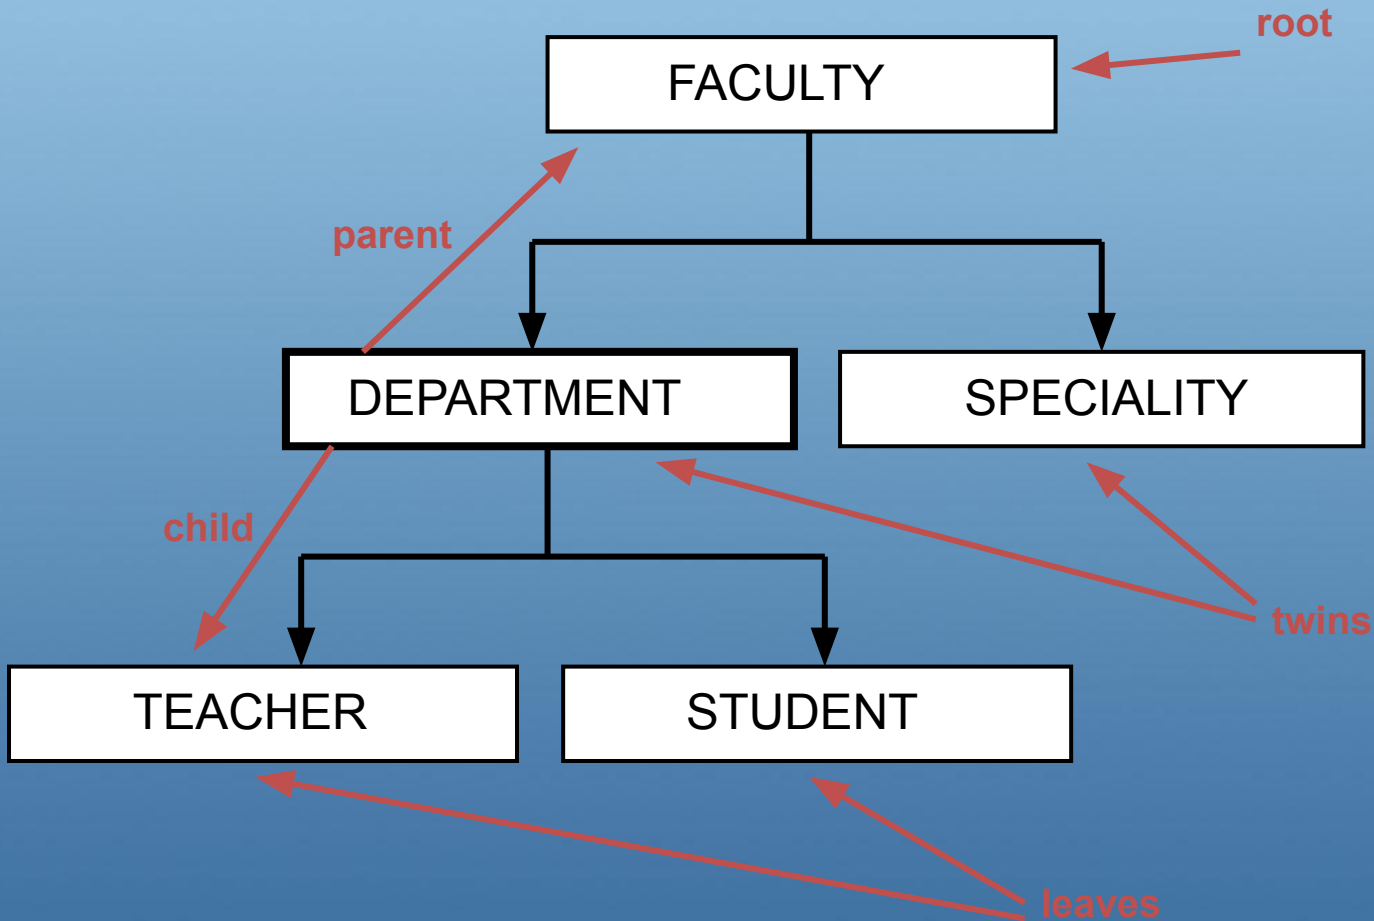 root
FACULTY
parent
DEPARTMENT
SPECIALITY
child
twins
TEACHER
STUDENT
leaves